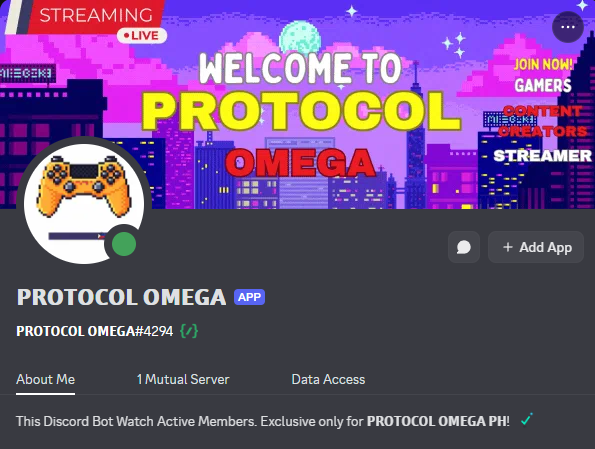 STREAMING
LIVE
WELCOME TO
PROTOCOL
OMEGA
JOIN NOW!
GAMERS
CONTENT
CREATORS
STREAMER
+ Add App
PROTOCOL OMEGA APP
PROTOCOL OMEGA#4294 {/}
About Me 1 Mutual Server Data Access
This Discord Bot Watch Active Members. Exclusive only for PROTOCOL OMEGA PH!